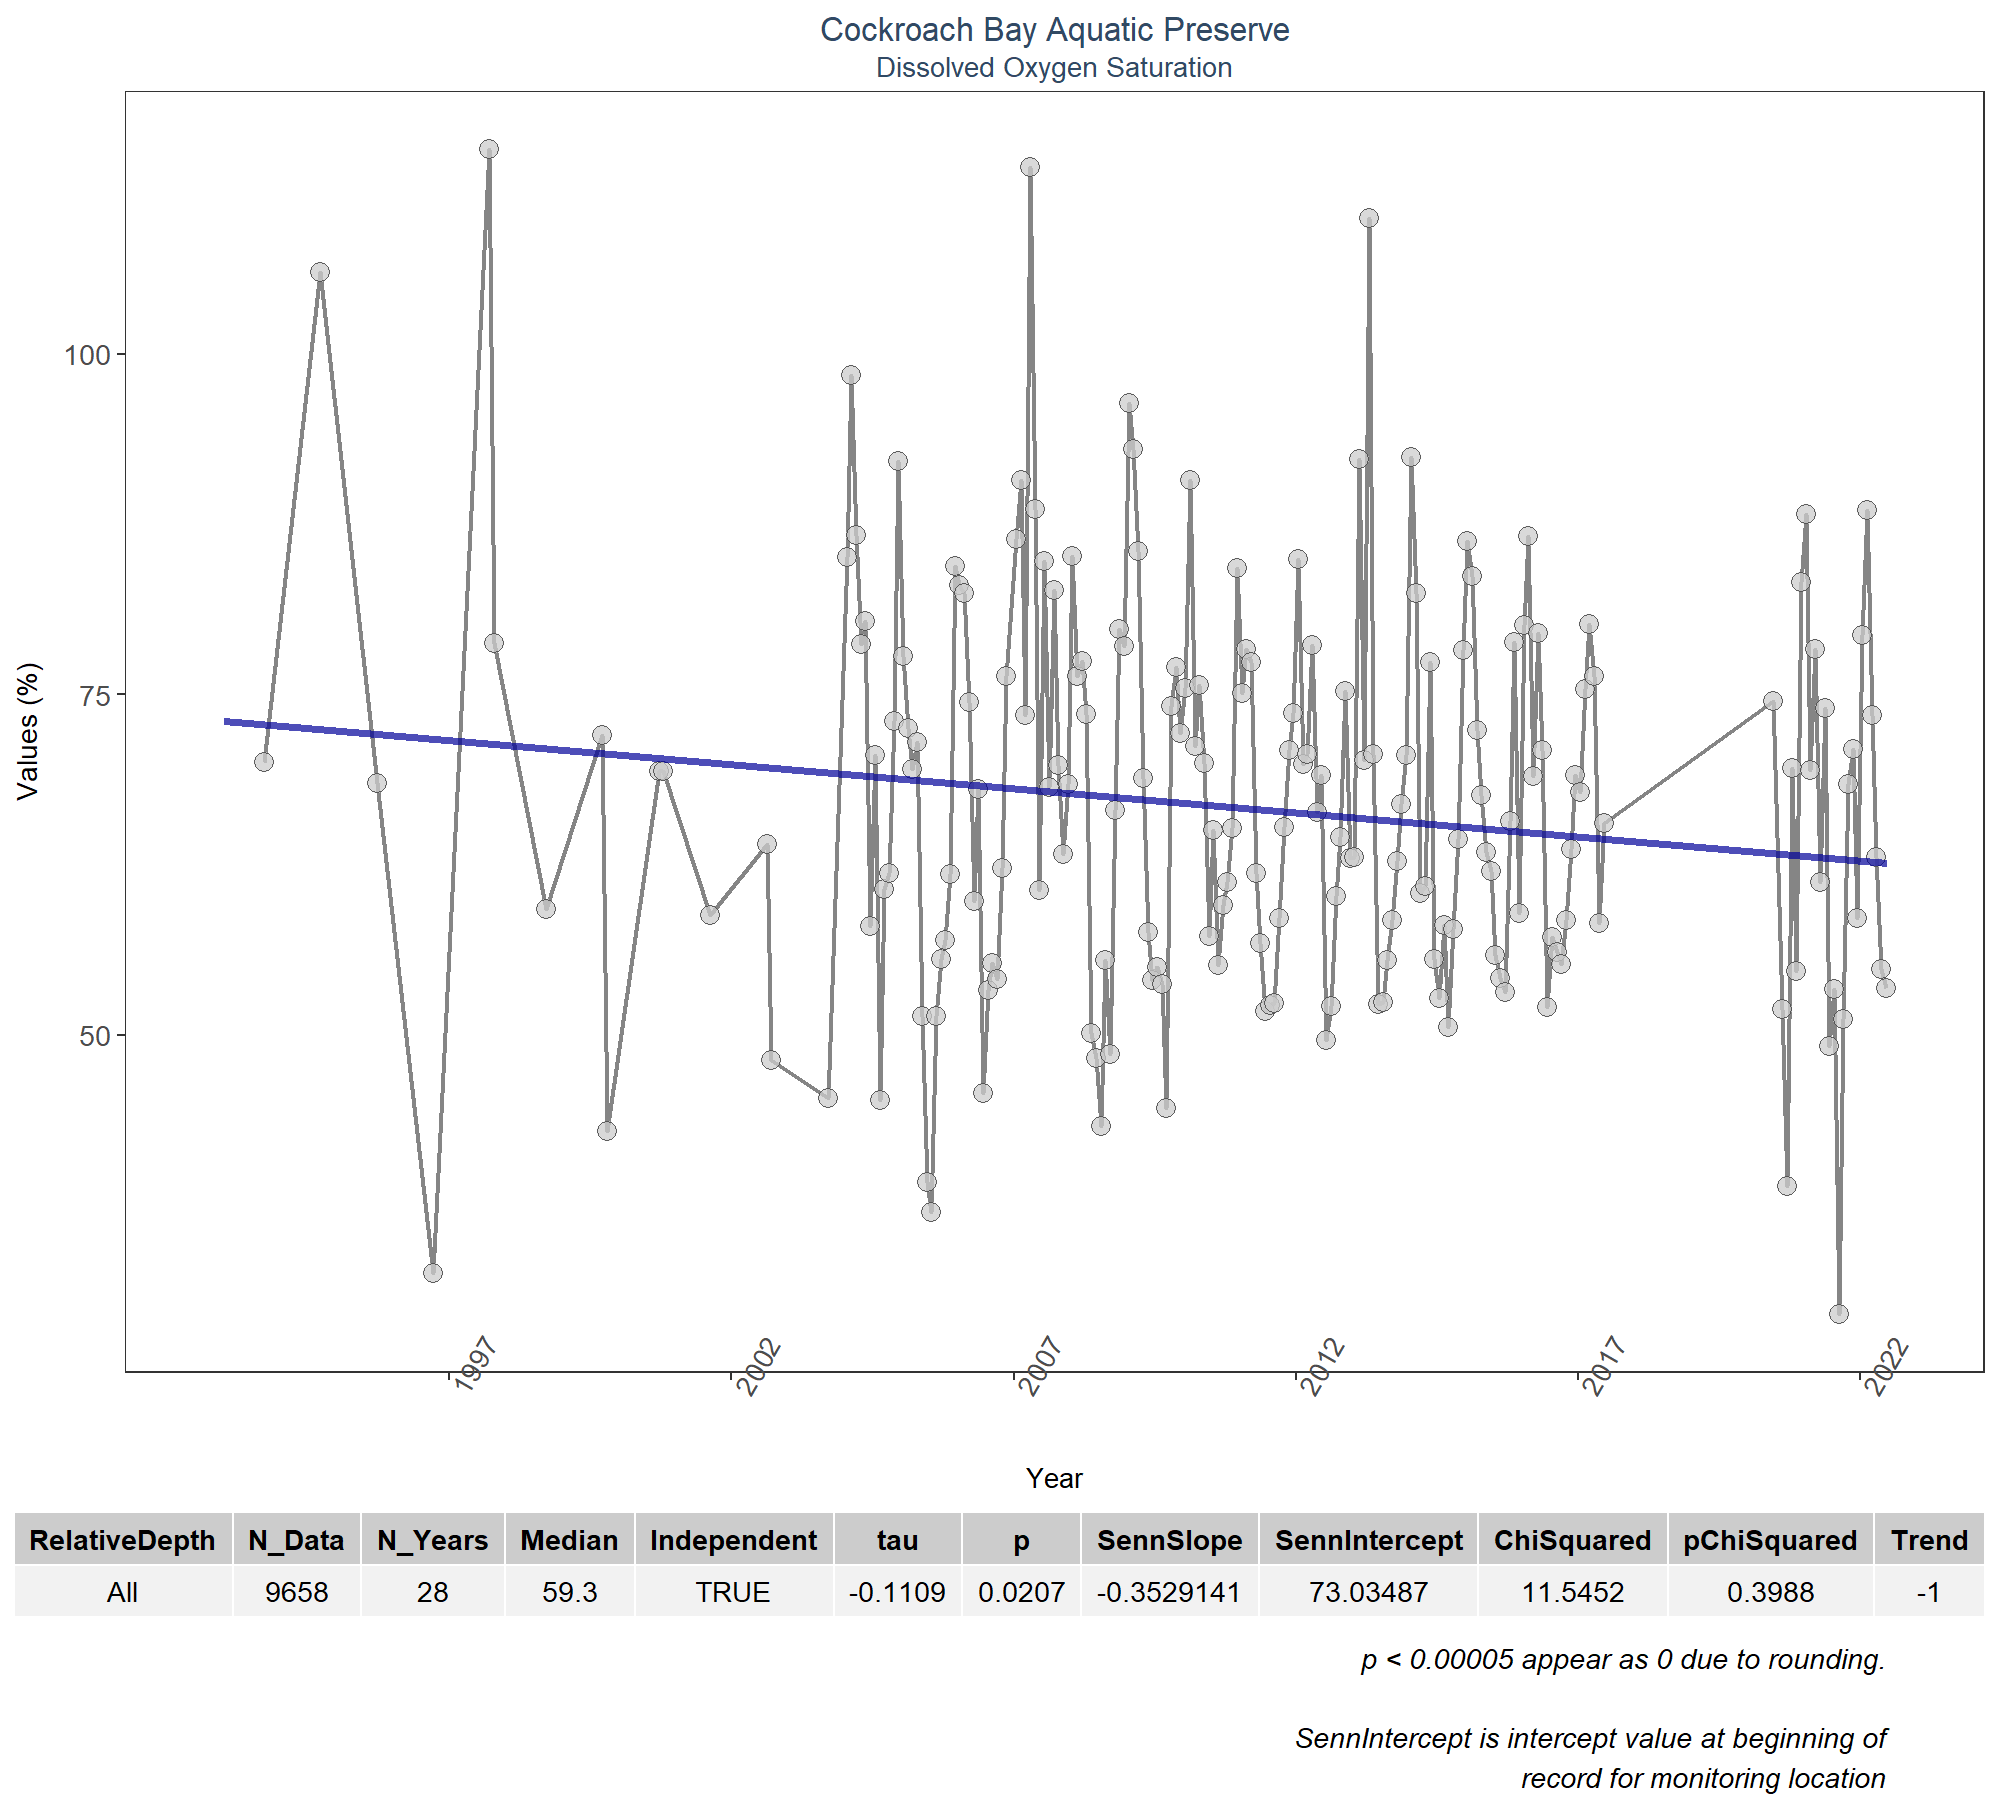 Cockroach Bay Aquatic Preserve
Dissolved Oxygen Saturation
Values (%)
100
75
50
1997 2002 2007 2012 2017 2022
Year
RelativeDepth N_Data N_Years Median Independent tau p SennSlope SennIntercept ChiSquared pChiSquared Trend
All 9658 28 59.3 TRUE -0.1109 0.0207 -0.3529141 73.03487 11.5452 0.3988 -1
p < 0.00005 appear as 0 due to rounding.
SennIntercept is intercept value at beginning of
record for monitoring location